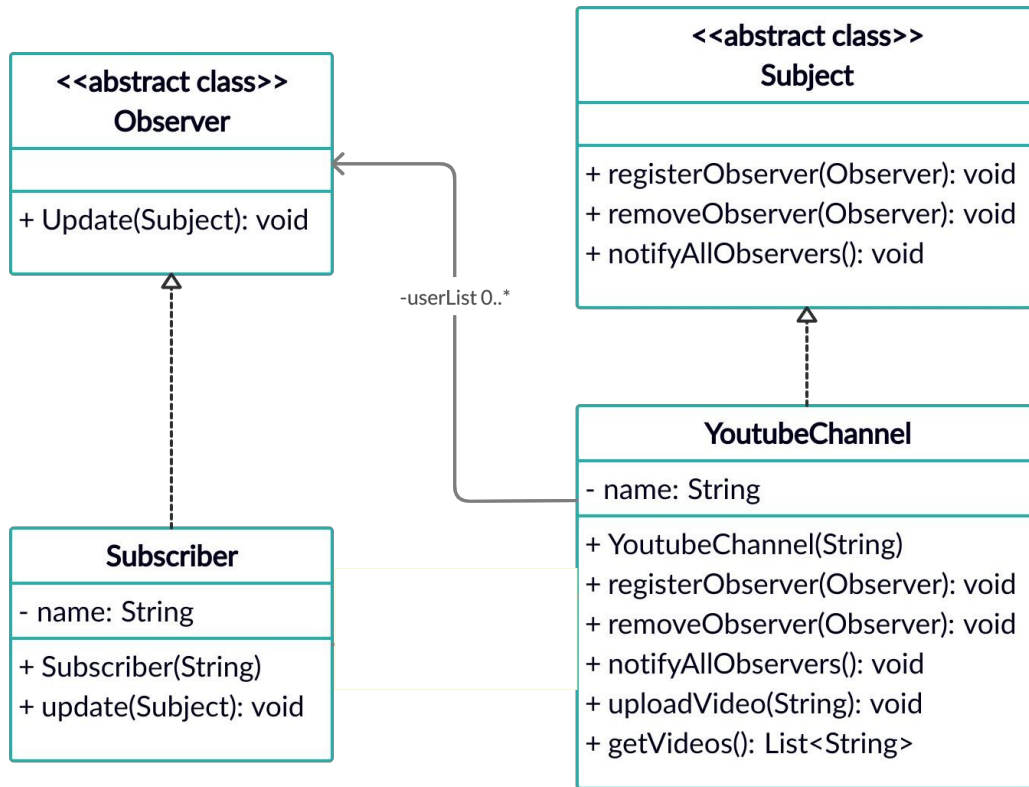 <<abstract class>>
Observer
+ Update(Subject): void
<<abstract class>>
Subject
+ registerObserver(Observer): void
+ removeObserver(Observer): void
+ notifyAllObservers(): void
-userList 0..*
Subscriber
- name: String
+ Subscriber(String)
+ update(Subject): void
YoutubeChannel
- name: String
+ YoutubeChannel(String)
+ registerObserver(Observer): void
+ removeObserver(Observer): void
+ notifyAllObservers(): void
+ uploadVideo(String): void
+ getVideos(): List<String>